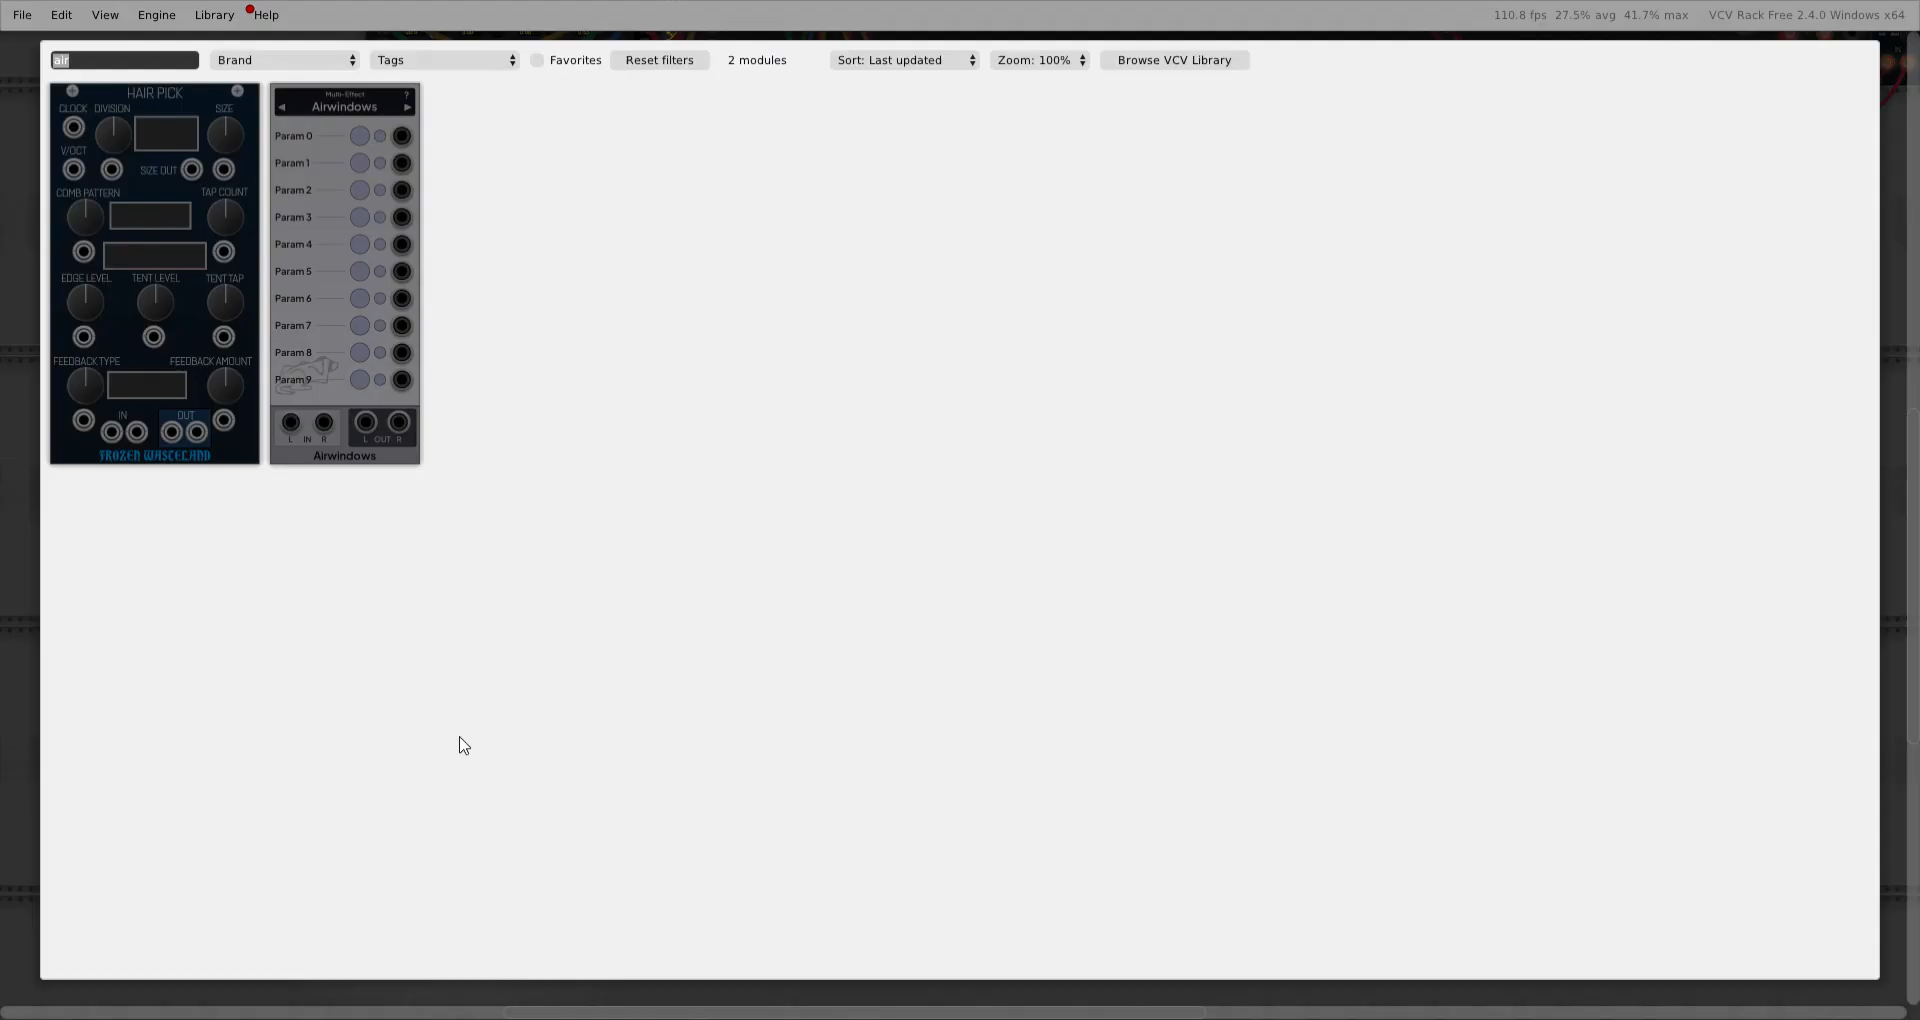 File Edit View Engine Library Help
110.8 fps 27.5% avg 41.7% max VCV Rack Free 2.4.0 Windows x64
air Brand Tags Favorites Reset filters 2 modules Sort: Last updated Zoom: 100% Browse VCV Library
HAIR PICK
CLOCK DIVISION SIZE
V/OCT
SIZE OUT
COMB PATTERN TAP COUNT
EDGE LEVEL TENT LEVEL TENT TAP
FEEDBACK TYPE FEEDBACK AMOUNT
IN OUT
FROZEN WASTELAND
Multi-Effect ?
Airwindows
Param 0
Param 1
Param 2
Param 3
Param 4
Param 5
Param 6
Param 7
Param 8
Param 9
L IN R L OUT R
Airwindows